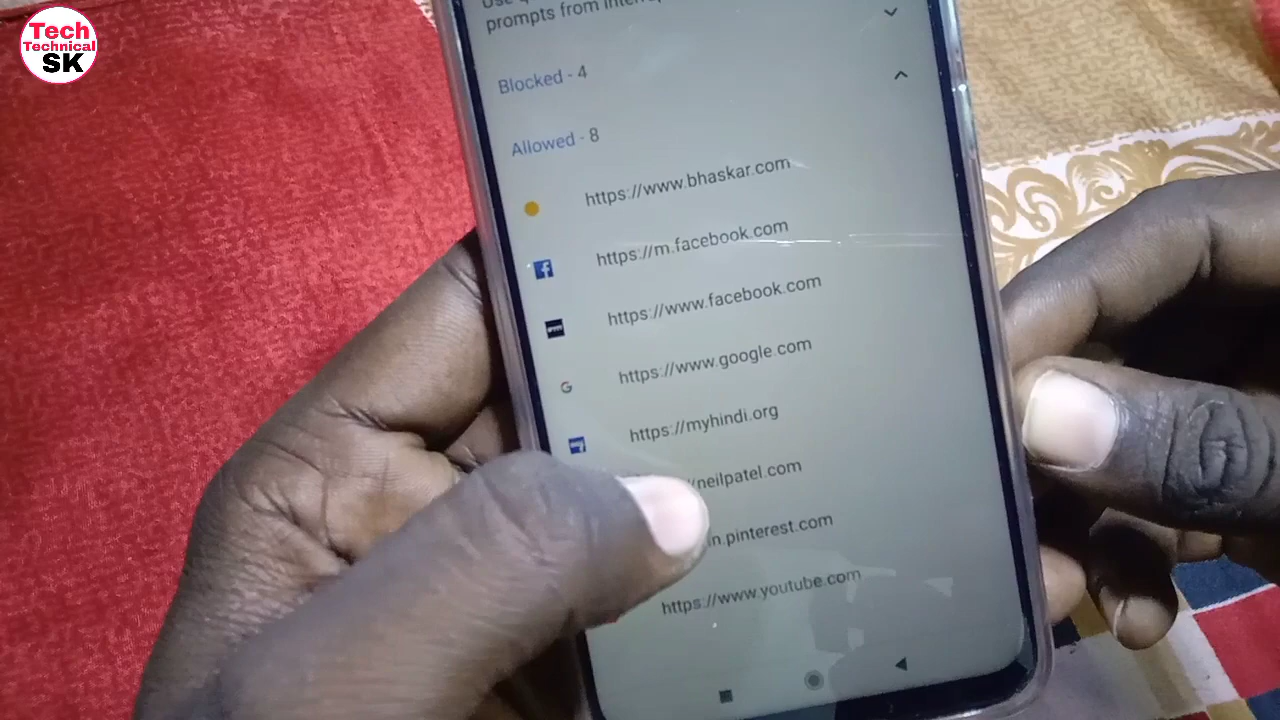 Tech
Technical
SK
prompts from
Blocked - 4
Allowed - 8
https://www.bhaskar.com
https://m.facebook.com
https://www.facebook.com
https://www.google.com
https://myhindi.org
/neilpatel.com
in.pinterest.com
https://www.youtube.com